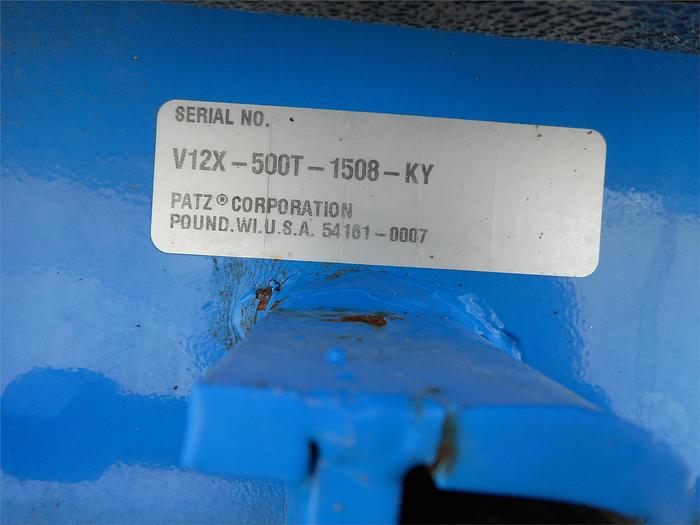 SERIAL NO.
V12X-500T-1508-KY
PATZ® CORPORATION
POUND.WI.U.S.A. 54161-0007